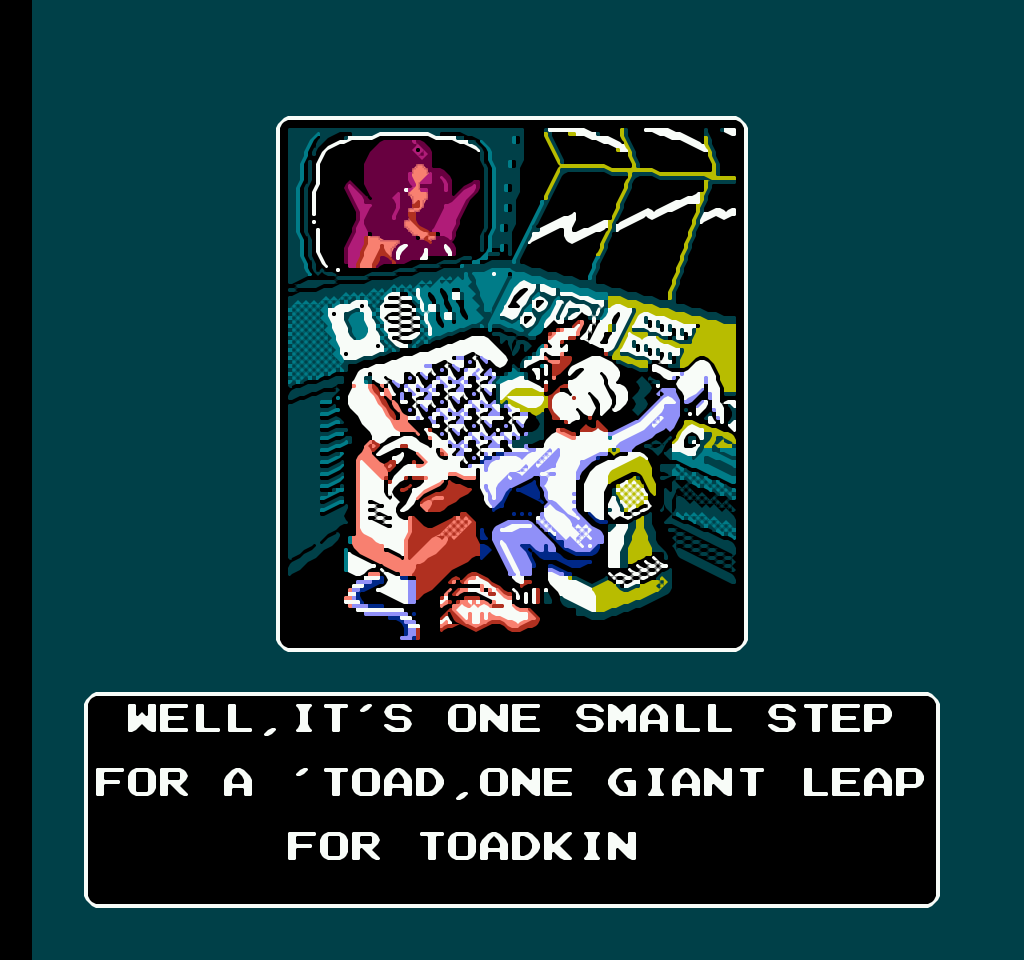 WELL,IT´S ONE SMALL STEP
FOR A ´TOAD,ONE GIANT LEAP
FOR TOADKIN